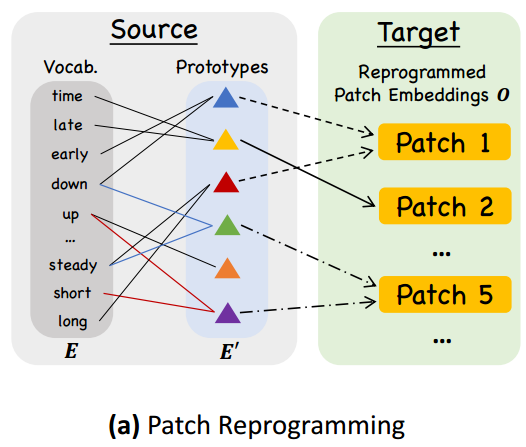 Source
Target
Vocab.
Prototypes
Reprogrammed
Patch Embeddings O
time
late
early
down
up
...
steady
short
long
E
E′
Patch 1
Patch 2
...
Patch 5
...
(a) Patch Reprogramming